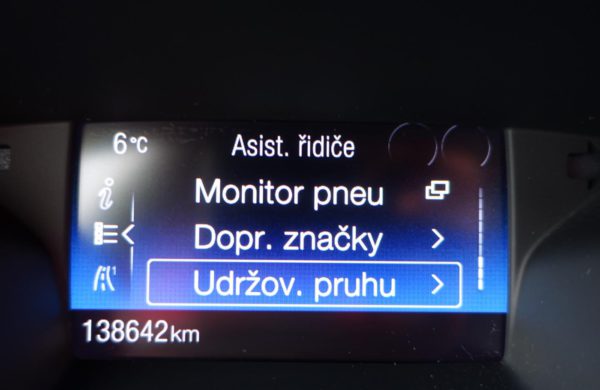 6°C Asist. řidiče
Monitor pneu
Dopr. značky
Udržov. pruhu
138642km